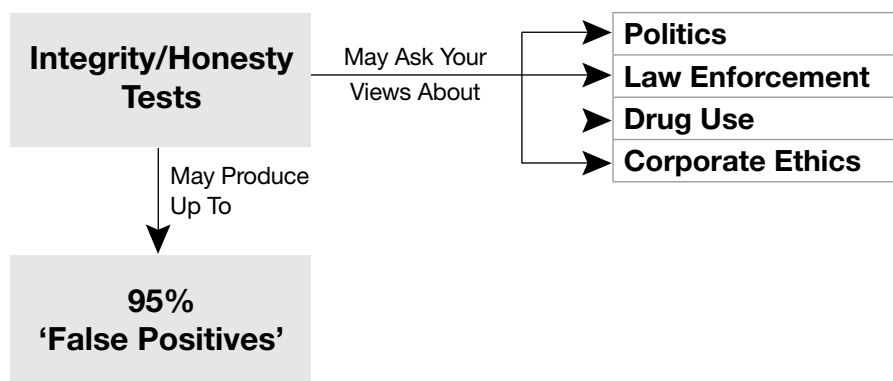 Integrity/Honesty
Tests
May Ask Your
Views About
Politics
Law Enforcement
Drug Use
Corporate Ethics
May Produce
Up To
95%
‘False Positives’